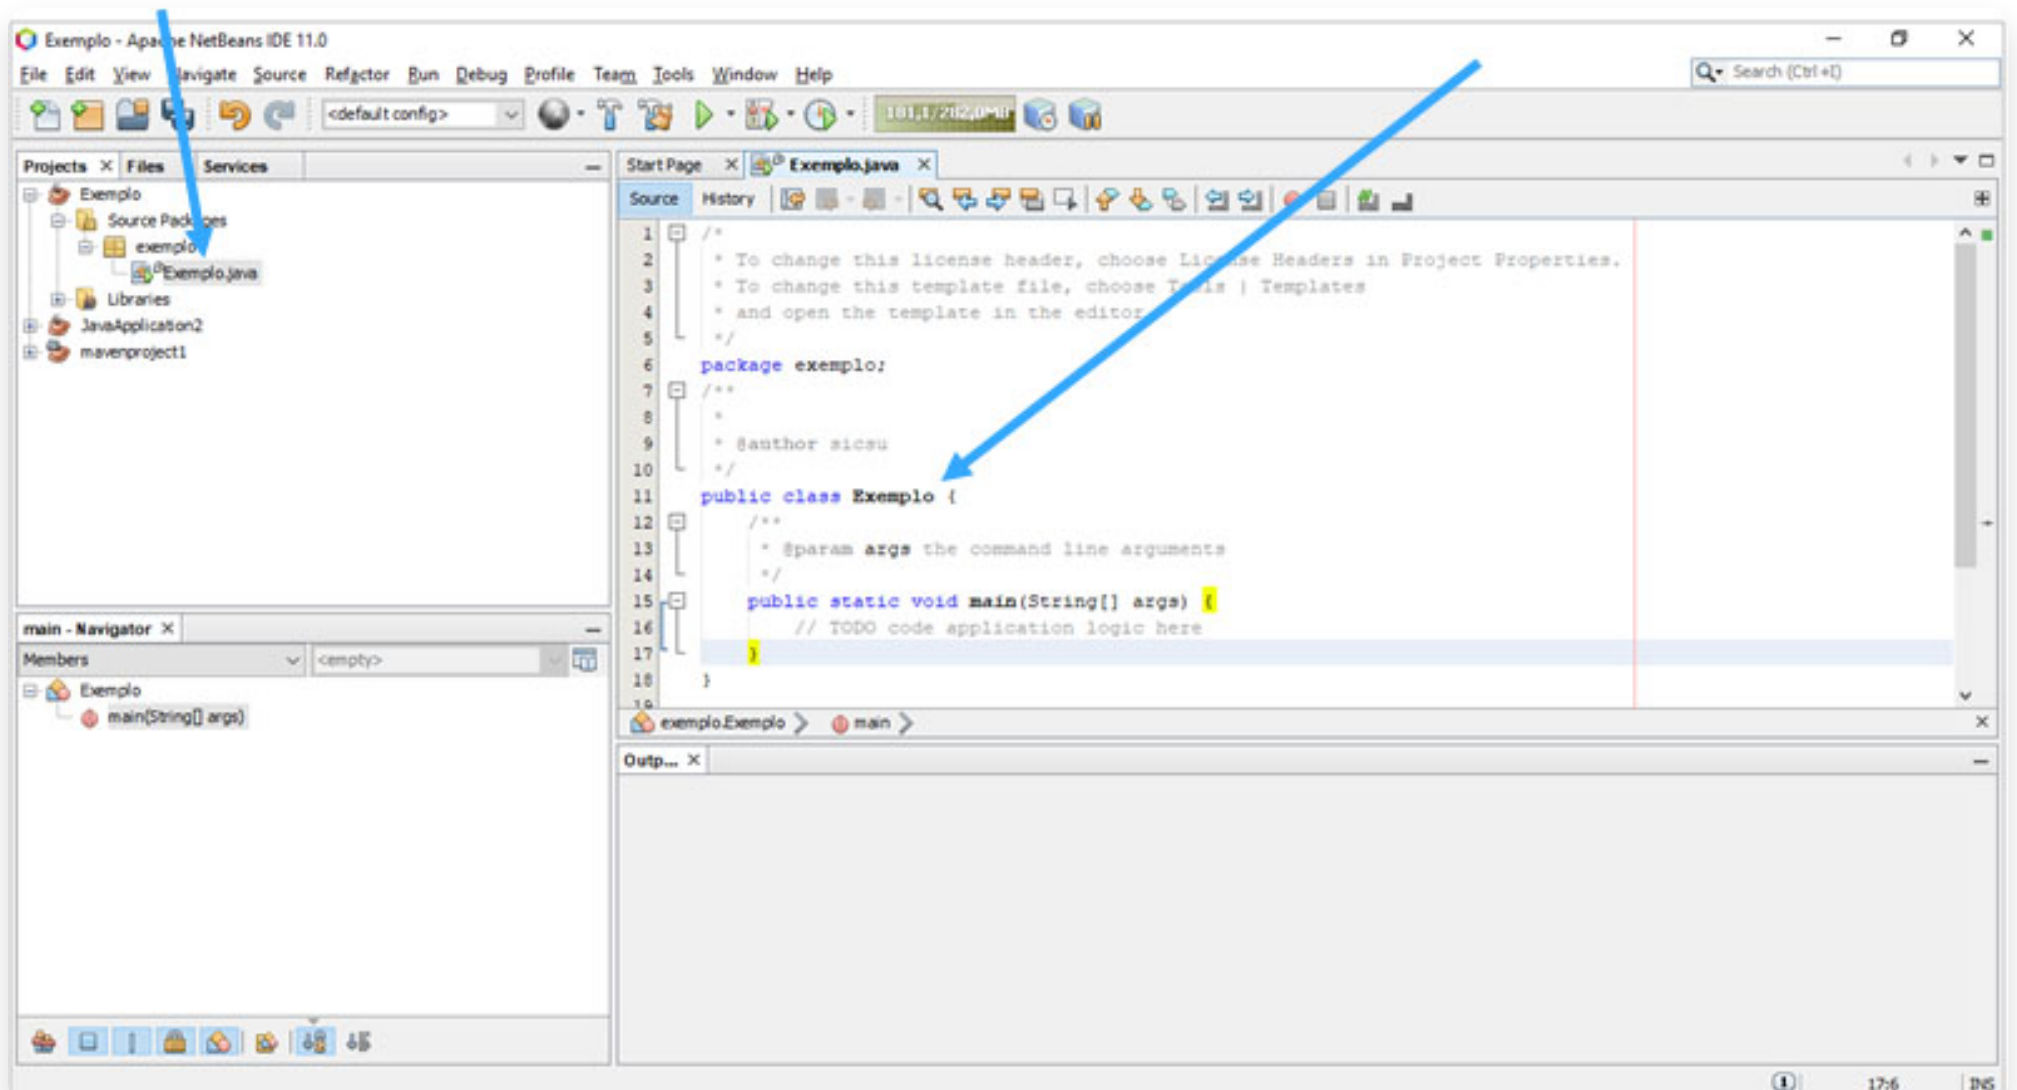 Exemplo - Apache NetBeans IDE 11.0
File Edit View Navigate Source Refactor Run Debug Profile Team Tools Window Help
Search (Ctrl+I)
<default config>
181,1/282,0MB
Projects Files Services
Exemplo
Source Packages
exemplo
Exemplo.java
Libraries
JavaApplication2
mavenproject1
main - Navigator
Members <empty>
Exemplo
main(String[] args)
Start Page Exemplo.java
Source History
1 /*
2 * To change this license header, choose License Headers in Project Properties.
3 * To change this template file, choose Tools | Templates
4 * and open the template in the editor.
5 */
6 package exemplo;
7 /**
8 *
9 * @author sicsu
10 */
11 public class Exemplo {
12 /**
13 * @param args the command line arguments
14 */
15 public static void main(String[] args) {
16 // TODO code application logic here
17 }
18 }
19
exemplo.Exemplo main
Outp...
1 17:6 INS